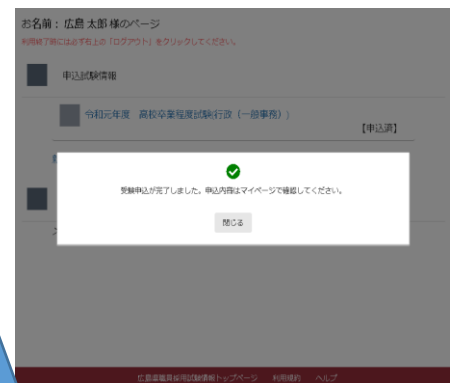 お名前： 広島 太郎 様のページ
利用終了時には必ず右上の「ログアウト」をクリックしてください。
申込試験情報
令和元年度　高校卒業程度試験(行政（一般事務））
【申込済】
受験申込が完了しました。申込内容はマイページで確認してください。
閉じる
広島県職員採用試験情報トップページ　利用規約　ヘルプ